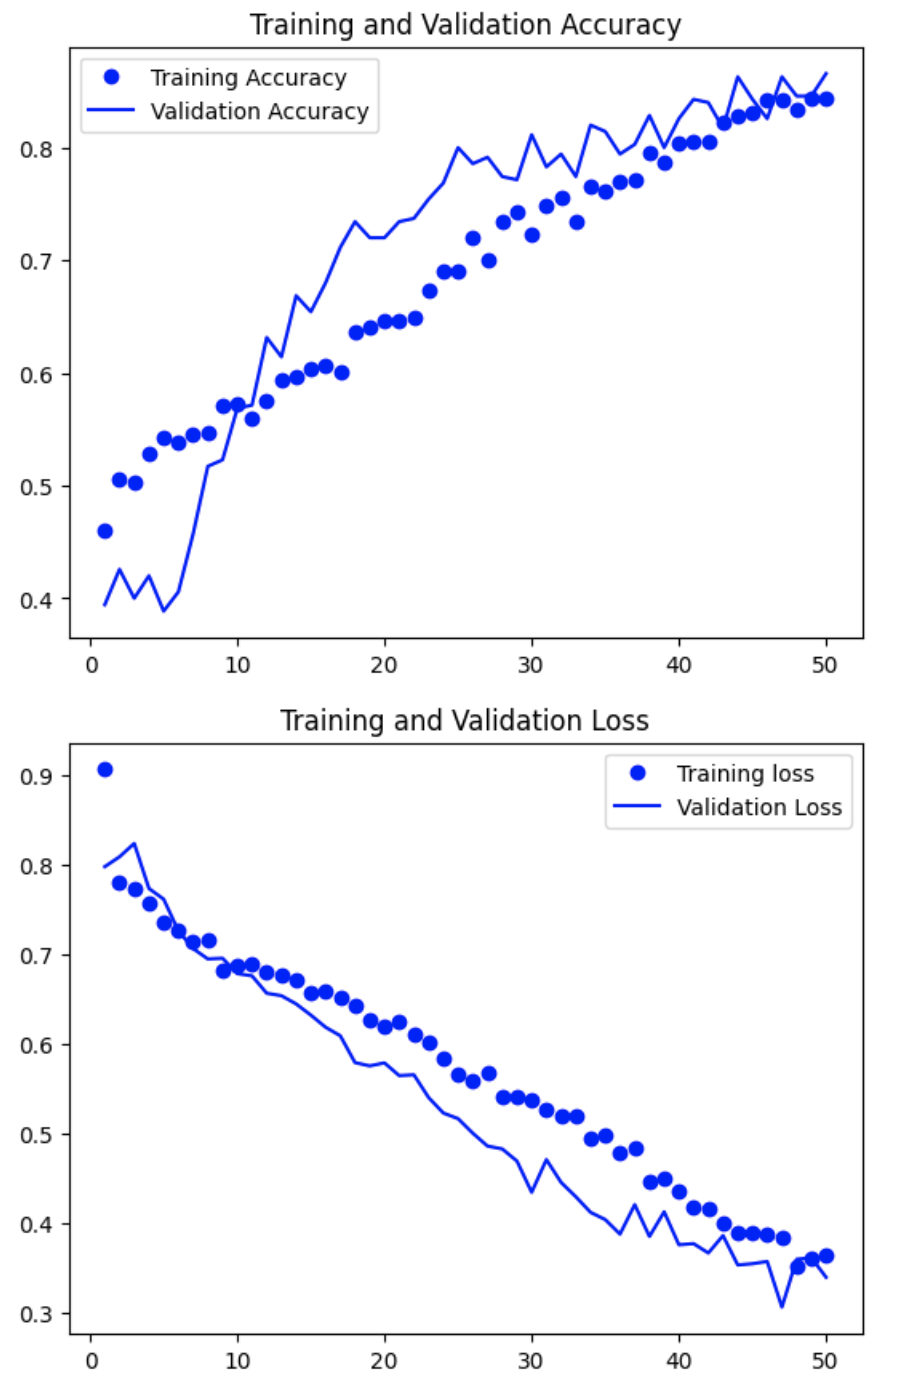 Training and Validation Accuracy
Training Accuracy
Validation Accuracy
0.8
0.7
0.6
0.5
0.4
0 10 20 30 40 50
Training and Validation Loss
Training loss
Validation Loss
0.9
0.8
0.7
0.6
0.5
0.4
0.3
0 10 20 30 40 50